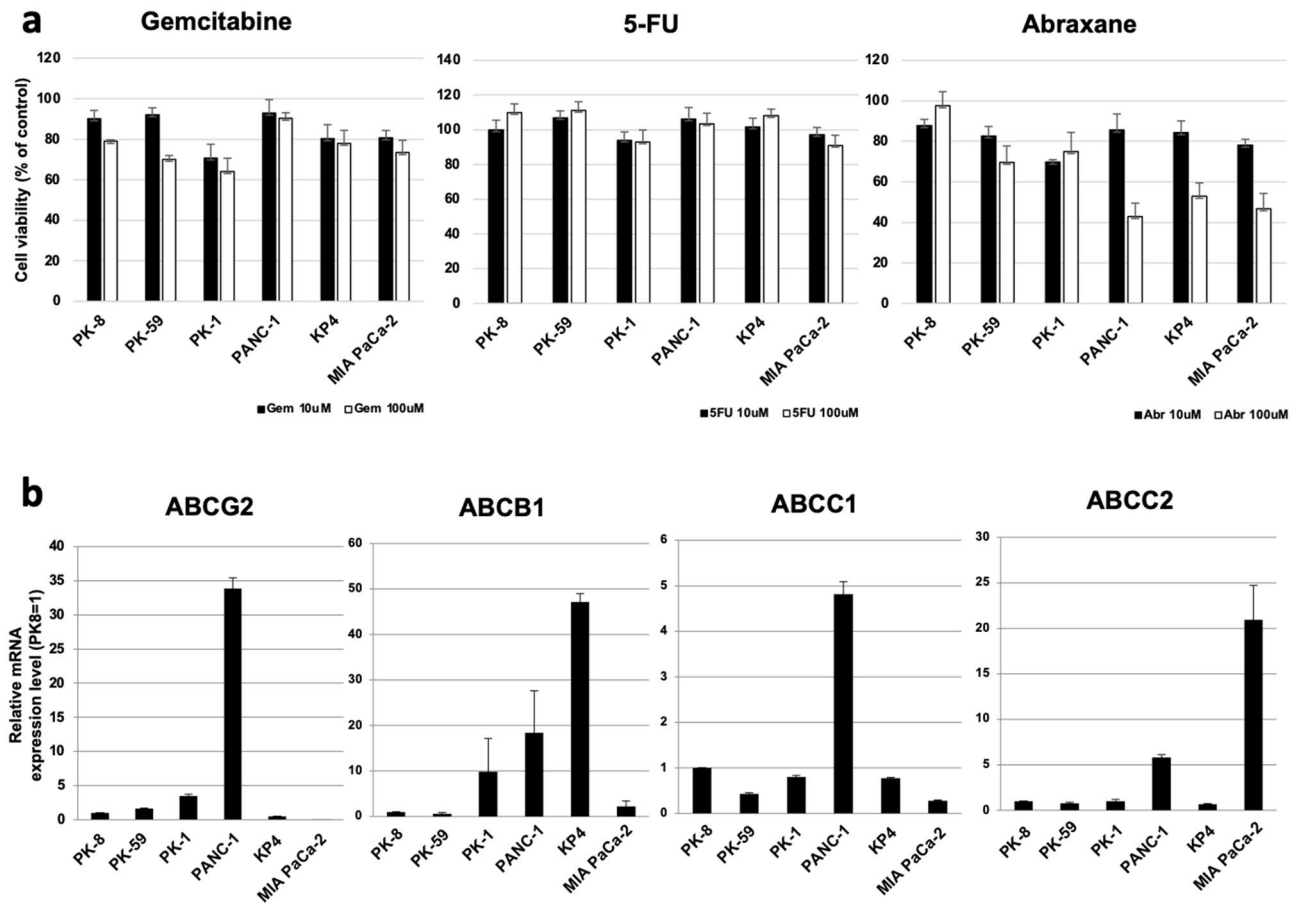 a
Gemcitabine
5-FU
Abraxane
Cell viability (% of control)
120
100
80
60
40
20
0
PK-8
PK-59
PK-1
PANC-1
KP4
MIA PaCa-2
Gem 10uM Gem 100uM
140
120
100
80
60
40
20
0
PK-8
PK-59
PK-1
PANC-1
KP4
MIA PaCa-2
5FU 10uM 5FU 100uM
120
100
80
60
40
20
0
PK-8
PK-59
PK-1
PANC-1
KP4
MIA PaCa-2
Abr 10uM Abr 100uM
b
ABCG2
ABCB1
ABCC1
ABCC2
Relative mRNA
expression level (PK8=1)
40
35
30
25
20
15
10
5
0
PK-8
PK-59
PK-1
PANC-1
KP4
MIA PaCa-2
60
50
40
30
20
10
0
PK-8
PK-59
PK-1
PANC-1
KP4
MIA PaCa-2
6
5
4
3
2
1
0
PK-8
PK-59
PK-1
PANC-1
KP4
MIA PaCa-2
30
25
20
15
10
5
0
PK-8
PK-59
PK-1
PANC-1
KP4
MIA PaCa-2